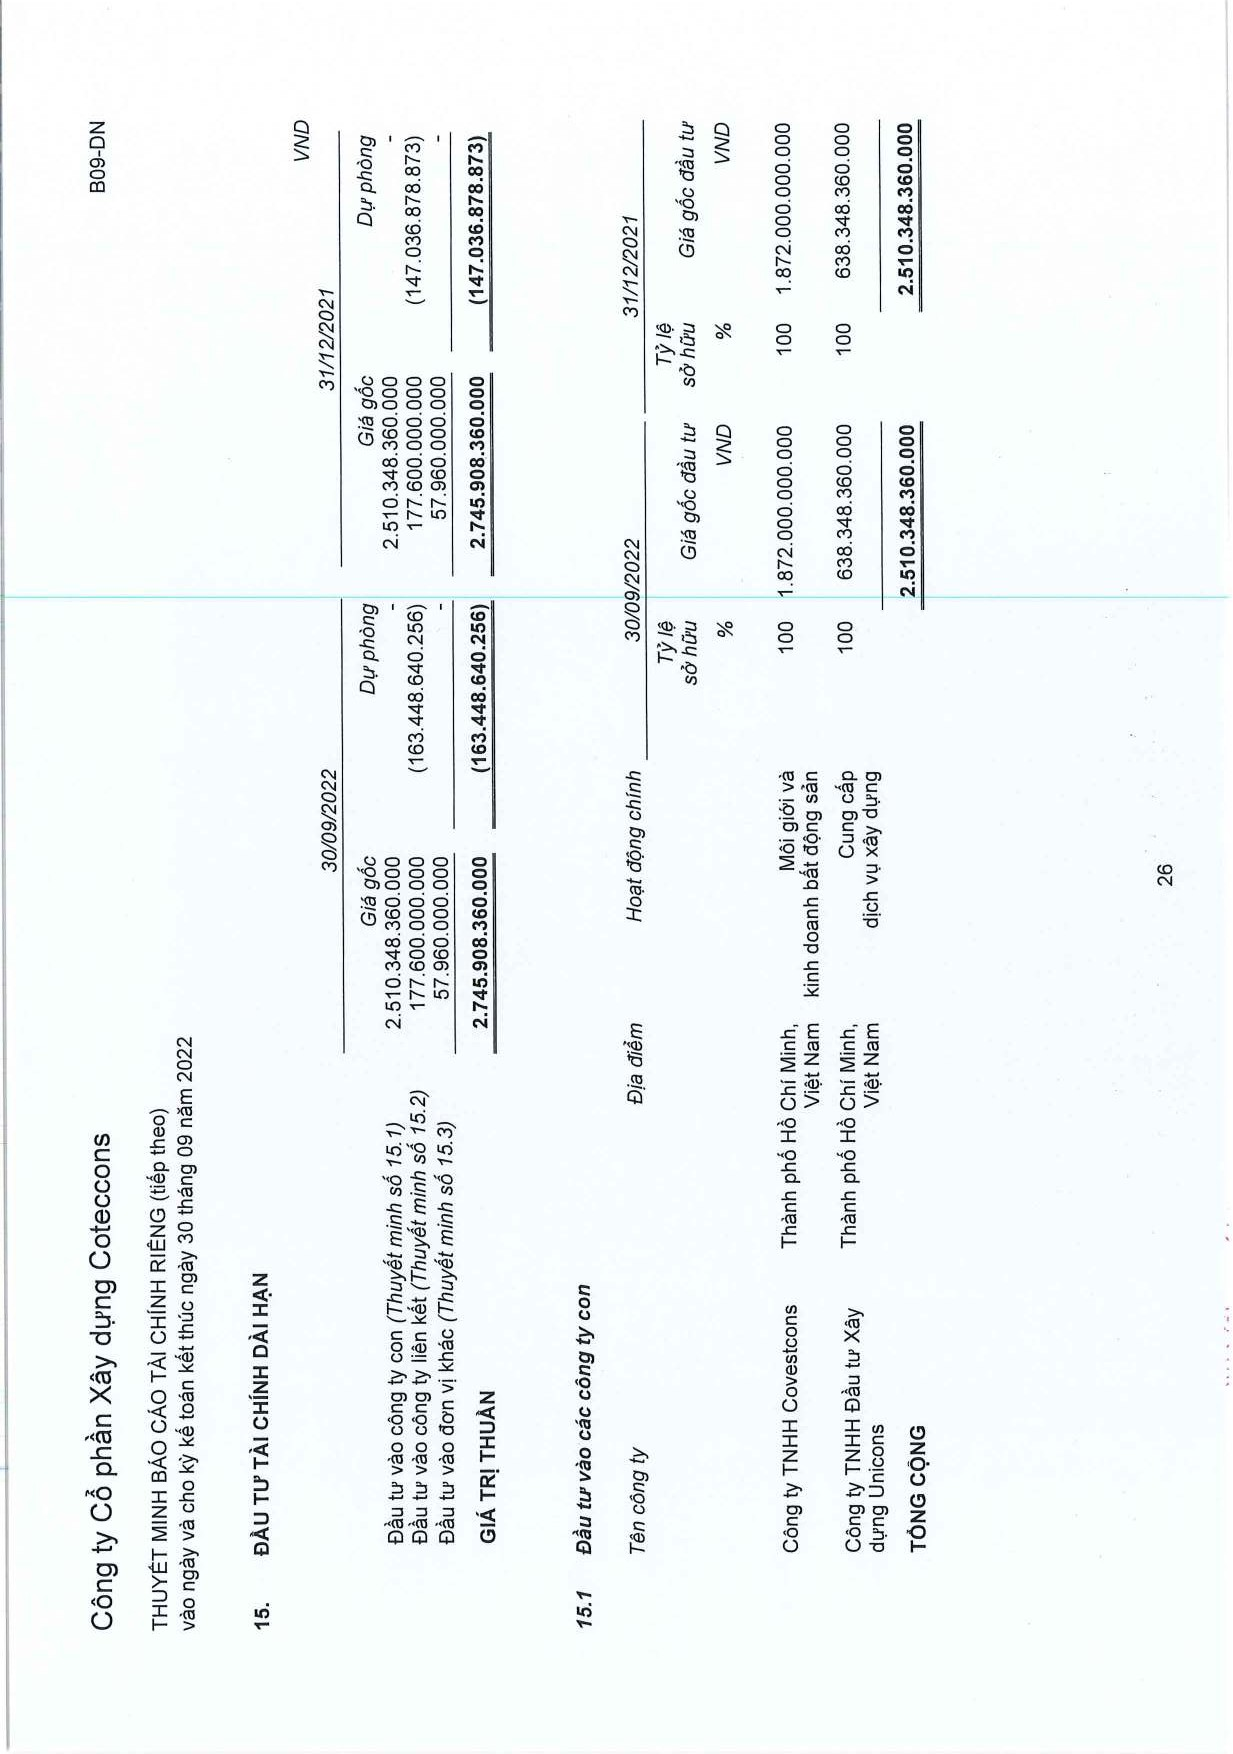 Công ty Cổ phần Xây dựng Coteccons B09-DN
THUYẾT MINH BÁO CÁO TÀI CHÍNH RIÊNG (tiếp theo)
vào ngày và cho kỳ kế toán kết thúc ngày 30 tháng 09 năm 2022
15. ĐẦU TƯ TÀI CHÍNH DÀI HẠN
VND
30/09/2022 31/12/2021
Giá gốc Dự phòng Giá gốc Dự phòng
Đầu tư vào công ty con (Thuyết minh số 15.1) 2.510.348.360.000 - 2.510.348.360.000 -
Đầu tư vào công ty liên kết (Thuyết minh số 15.2) 177.600.000.000 (163.448.640.256) 177.600.000.000 (147.036.878.873)
Đầu tư vào đơn vị khác (Thuyết minh số 15.3) 57.960.000.000 - 57.960.000.000 -
GIÁ TRỊ THUẦN 2.745.908.360.000 (163.448.640.256) 2.745.908.360.000 (147.036.878.873)
15.1 Đầu tư vào các công ty con
Tên công ty Địa điểm Hoạt động chính 30/09/2022 31/12/2021
Tỷ lệ Tỷ lệ
sở hữu Giá gốc đầu tư sở hữu Giá gốc đầu tư
% VND % VND
Công ty TNHH Covestcons Thành phố Hồ Chí Minh, Môi giới và 100 1.872.000.000.000 100 1.872.000.000.000
Việt Nam kinh doanh bất động sản
Công ty TNHH Đầu tư Xây Thành phố Hồ Chí Minh, Cung cấp 100 638.348.360.000 100 638.348.360.000
dựng Unicons Việt Nam dịch vụ xây dựng
TỔNG CỘNG 2.510.348.360.000 2.510.348.360.000
26